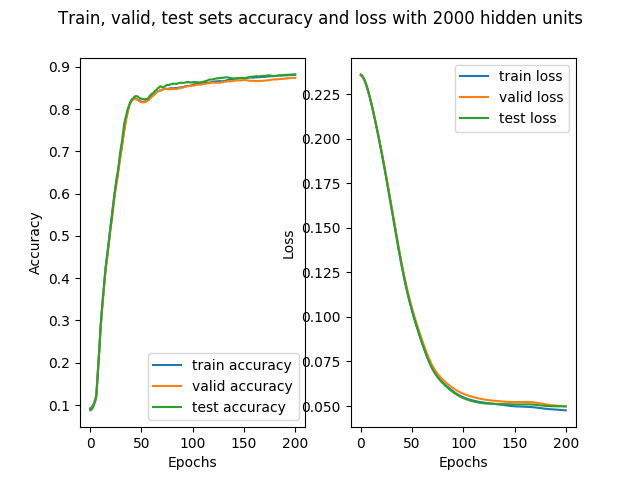 Train, valid, test sets accuracy and loss with 2000 hidden units
0.9
0.8
0.7
0.6
0.5
0.4
0.3
0.2
0.1
Accuracy
0
50
100
150
200
Epochs
train accuracy
valid accuracy
test accuracy
0.225
0.200
0.175
0.150
0.125
0.100
0.075
0.050
Loss
0
50
100
150
200
Epochs
train loss
valid loss
test loss